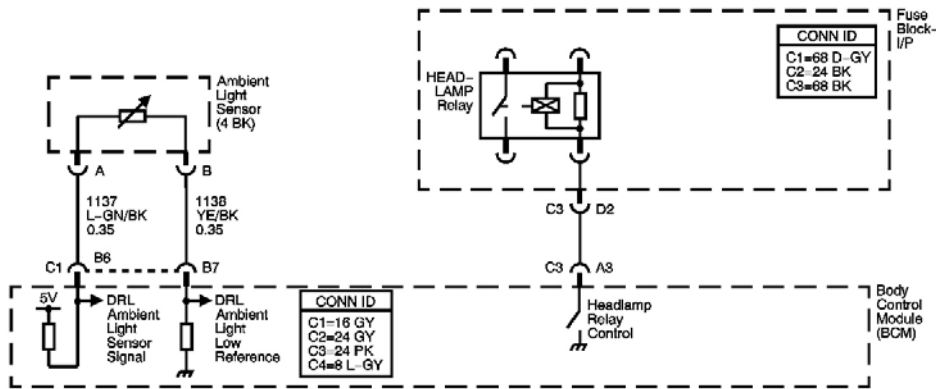 Fuse
Block-
I/P
CONN ID
C1=68 D-GY
C2=24 BK
C3=68 BK
HEAD-
LAMP
Relay
Ambient
Light
Sensor
(4 BK)
A
B
1137
L-GN/BK
0.35
1138
YE/BK
0.35
C3
D2
C1
B6
B7
C3
A3
5V
DRL
Ambient
Light
Sensor
Signal
DRL
Ambient
Light
Low
Reference
CONN ID
C1=16 GY
C2=24 GY
C3=24 PK
C4=8 L-GY
Headlamp
Relay
Control
Body
Control
Module
(BCM)